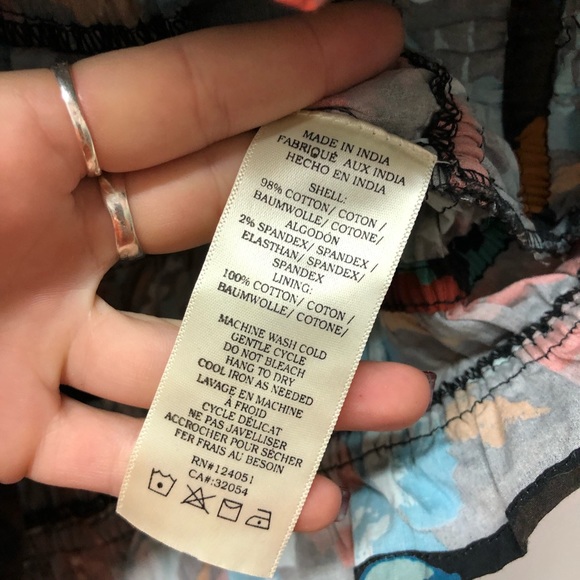 MADE IN INDIA
FABRIQUÉ AUX INDIA
HECHO EN INDIA
SHELL:
98% COTTON/ COTON /
BAUMWOLLE/ COTONE/
ALGODÓN
2% SPANDEX/ SPANDEX /
ELASTHAN/ SPANDEX/
SPANDEX
LINING:
100% COTTON/ COTON /
BAUMWOLLE/ COTONE/
MACHINE WASH COLD
GENTLE CYCLE
DO NOT BLEACH
HANG TO DRY
COOL IRON AS NEEDED
LAVAGE EN MACHINE
À FROID
CYCLE DÉLICAT
NE PAS JAVELLISER
ACCROCHER POUR SÉCHER
FER FRAIS AU BESOIN
RN#124051
CA#:32054